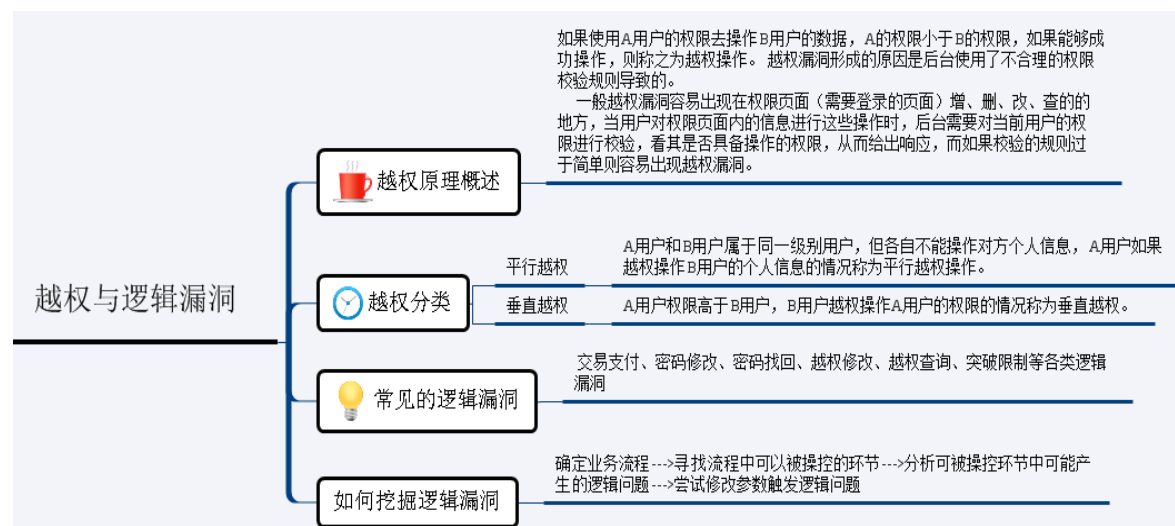 越权与逻辑漏洞
越权原理概述
如果使用A用户的权限去操作B用户的数据，A的权限小于B的权限，如果能够成
功操作，则称之为越权操作。 越权漏洞形成的原因是后台使用了不合理的权限
校验规则导致的。
一般越权漏洞容易出现在权限页面（需要登录的页面）增、删、改、查的的
地方，当用户对权限页面内的信息进行这些操作时，后台需要对当前用户的权
限进行校验，看其是否具备操作的权限，从而给出响应，而如果校验的规则过
于简单则容易出现越权漏洞。
越权分类
平行越权
A用户和B用户属于同一级别用户，但各自不能操作对方个人信息，A用户如果
越权操作B用户的个人信息的情况称为平行越权操作。
垂直越权
A用户权限高于B用户，B用户越权操作A用户的权限的情况称为垂直越权。
常见的逻辑漏洞
交易支付、密码修改、密码找回、越权修改、越权查询、突破限制等各类逻辑
漏洞
如何挖掘逻辑漏洞
确定业务流程--->寻找流程中可以被操控的环节--->分析可被操控环节中可能产
生的逻辑问题--->尝试修改参数触发逻辑问题